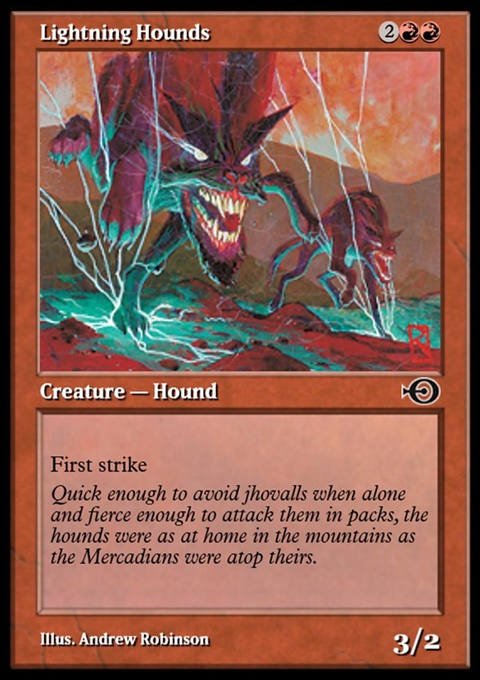 Lightning Hounds 2
Creature — Hound
First strike
Quick enough to avoid jhovalls when alone
and fierce enough to attack them in packs, the
hounds were as at home in the mountains as
the Mercadians were atop theirs.
Illus. Andrew Robinson
3/2